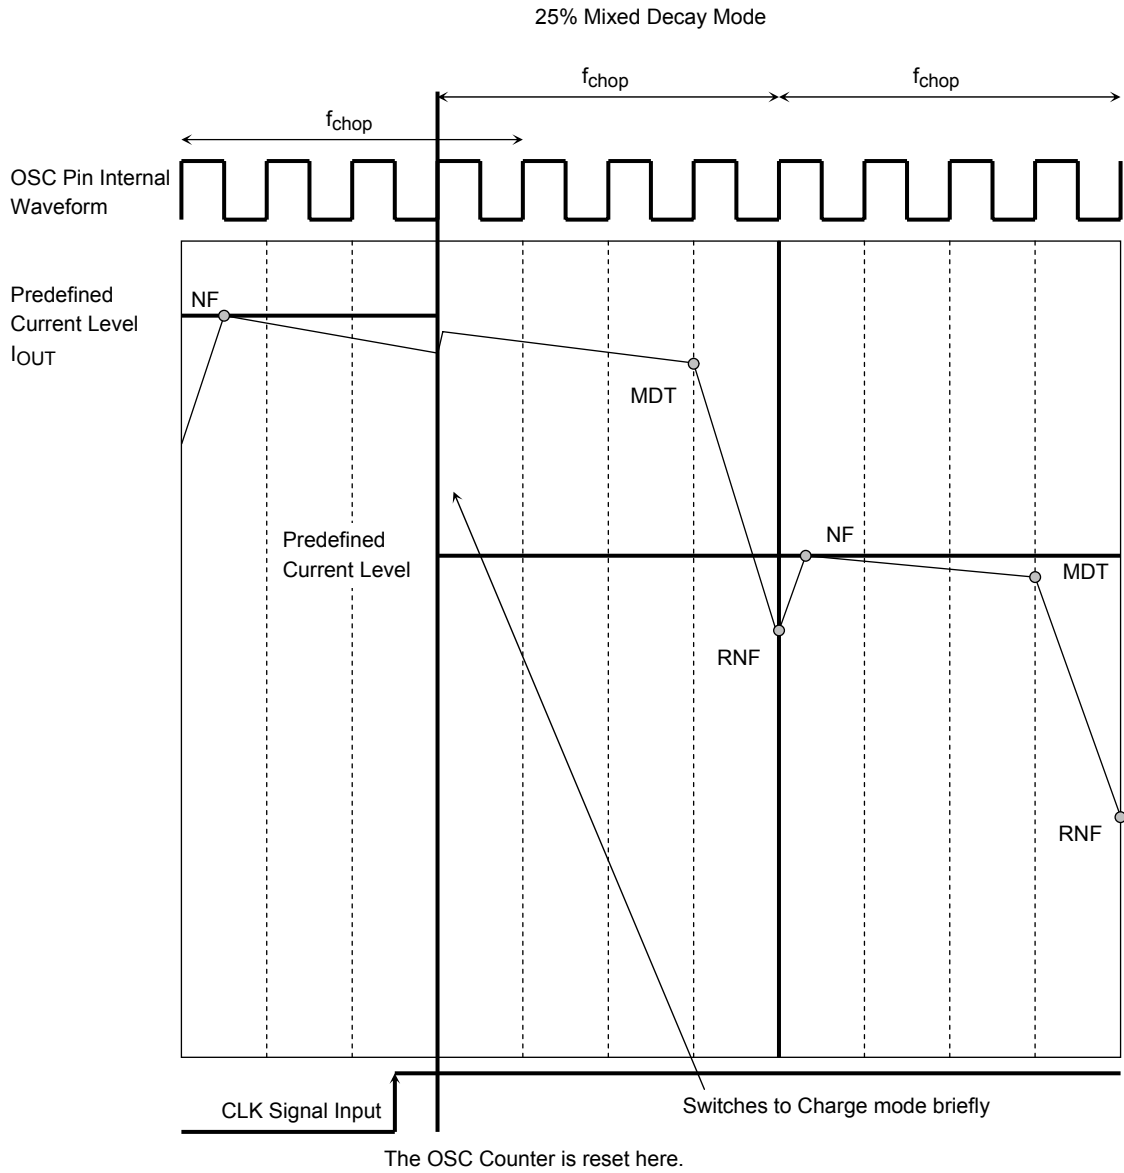 25% Mixed Decay Mode
fchop
fchop
fchop
OSC Pin Internal
Waveform
Predefined
Current Level
IOUT
NF
MDT
Predefined
Current Level
NF
MDT
RNF
RNF
CLK Signal Input
Switches to Charge mode briefly
The OSC Counter is reset here.